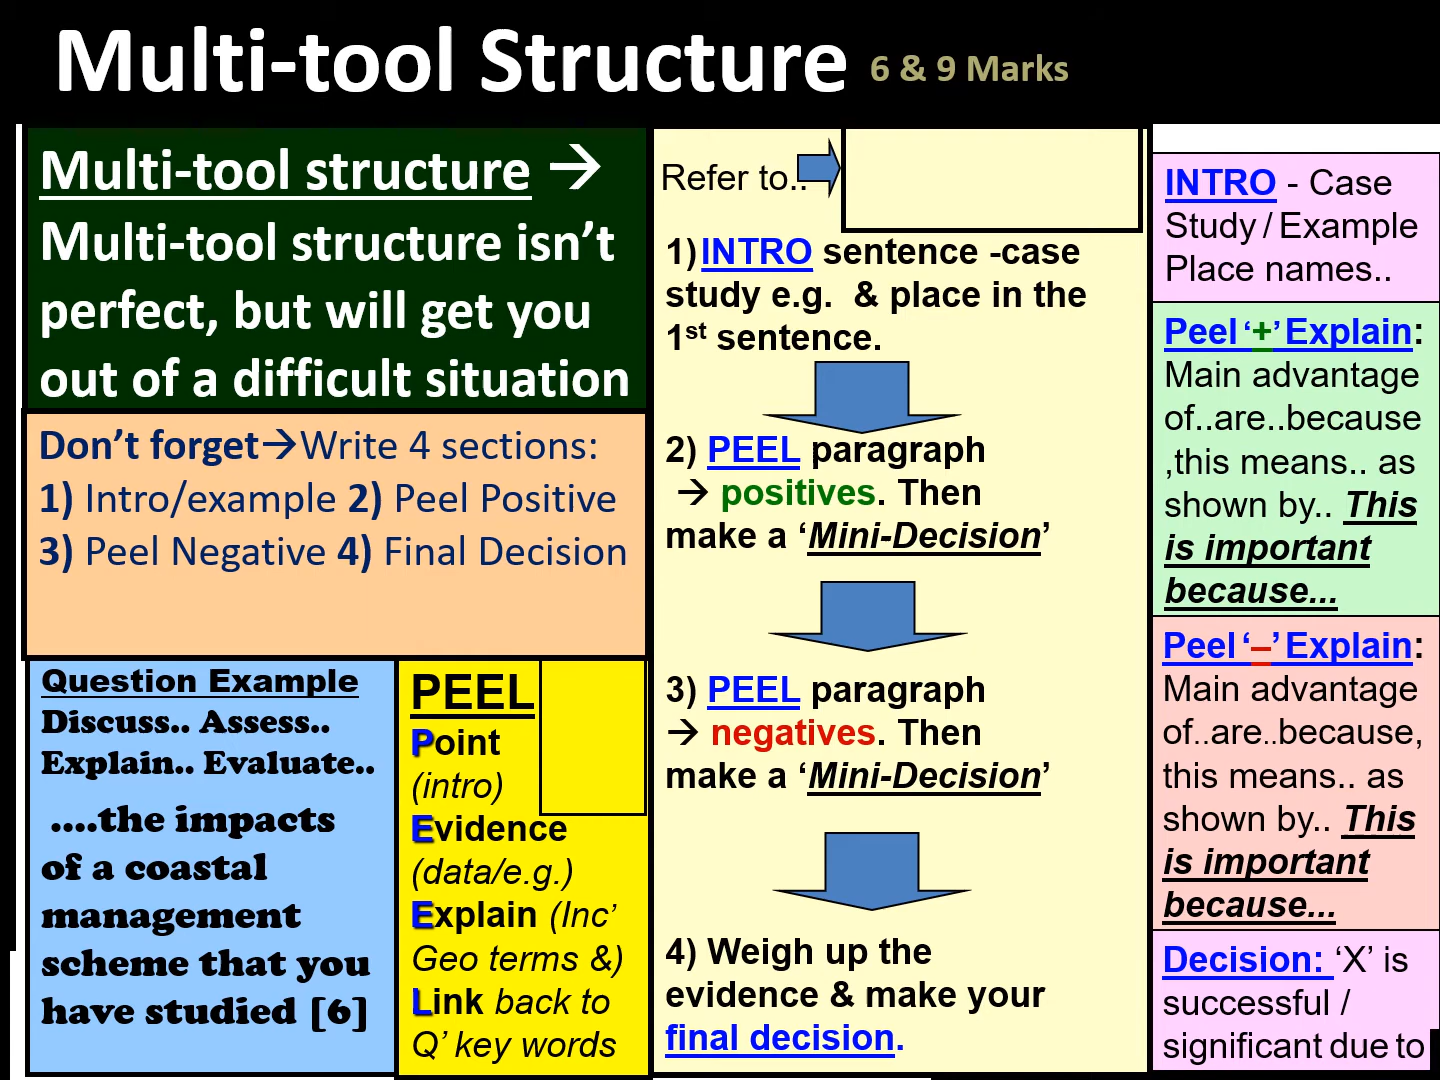 Multi-tool Structure 6 & 9 Marks
Multi-tool structure →
Multi-tool structure isn’t
perfect, but will get you
out of a difficult situation
Don’t forget→Write 4 sections:
1) Intro/example 2) Peel Positive
3) Peel Negative 4) Final Decision
Question Example
Discuss.. Assess..
Explain.. Evaluate..
....the impacts
of a coastal
management
scheme that you
have studied [6]
PEEL
Point
(intro)
Evidence
(data/e.g.)
Explain (Inc’
Geo terms &)
Link back to
Q’ key words
Refer to..
1) INTRO sentence -case
study e.g. & place in the
1st sentence.
2) PEEL paragraph
→ positives. Then
make a ‘Mini-Decision’
3) PEEL paragraph
→ negatives. Then
make a ‘Mini-Decision’
4) Weigh up the
evidence & make your
final decision.
INTRO - Case
Study / Example
Place names..
Peel ‘+’ Explain:
Main advantage
of..are..because
,this means.. as
shown by.. This
is important
because...
Peel ‘–’ Explain:
Main advantage
of..are..because,
this means.. as
shown by.. This
is important
because...
Decision: ‘X’ is
successful /
significant due to